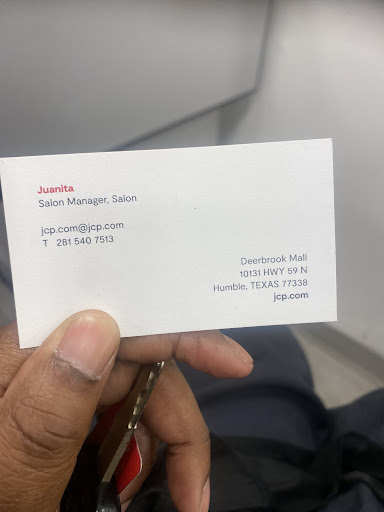 Juanita
Salon Manager, Salon
jcp.com@jcp.com
T 281 540 7513
Deerbrook Mall
10131 HWY 59 N
Humble, TEXAS 77338
jcp.com